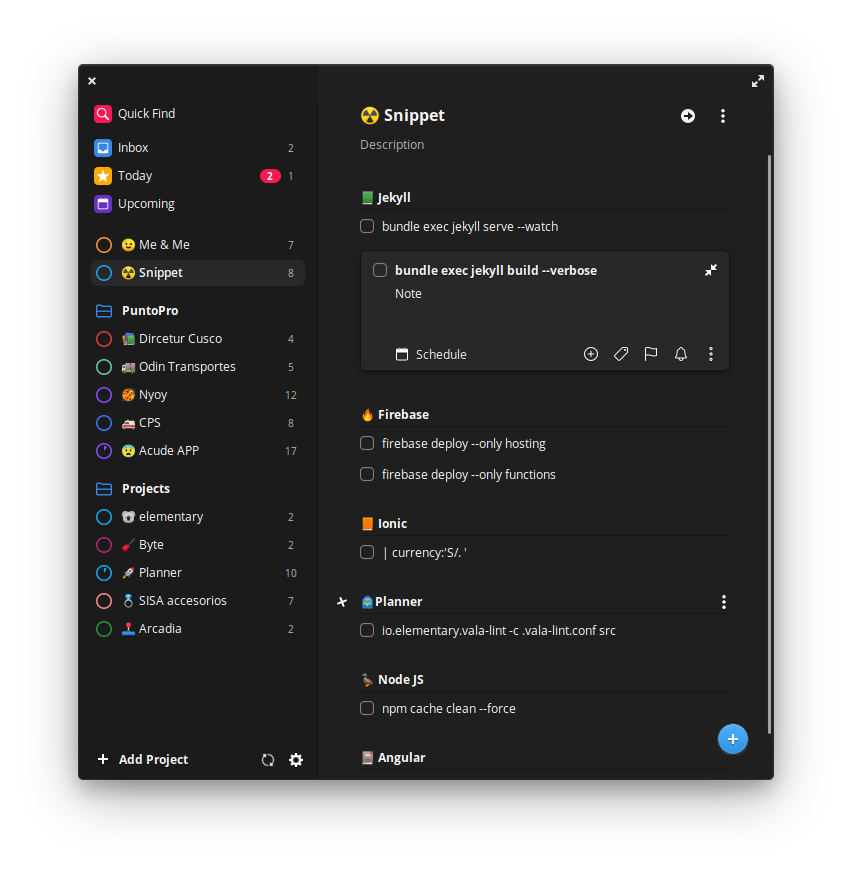 Quick Find
Inbox 2
Today 2 1
Upcoming
Me & Me 7
Snippet 8
PuntoPro
Dircetur Cusco 4
Odin Transportes 5
Nyoy 12
CPS 8
Acude APP 17
Projects
elementary 2
Byte 2
Planner 10
SISA accesorios 7
Arcadia 2
Add Project
Snippet
Description
Jekyll
bundle exec jekyll serve --watch
bundle exec jekyll build --verbose
Note
Schedule
Firebase
firebase deploy --only hosting
firebase deploy --only functions
Ionic
| currency:'S/. '
Planner
io.elementary.vala-lint -c .vala-lint.conf src
Node JS
npm cache clean --force
Angular